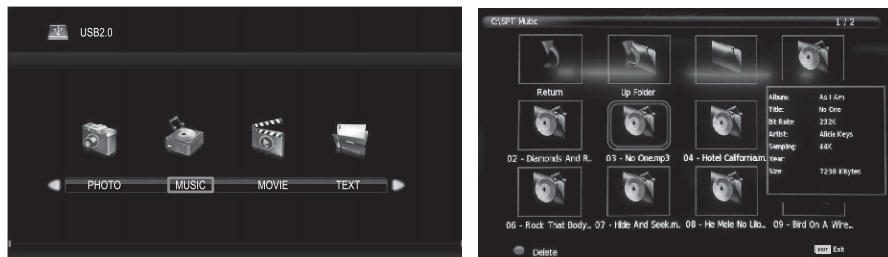 USB2.0
PHOTO MUSIC MOVIE TEXT
C:\SPT Muisc 1 / 2
Return Up Folder
Album: As I Am
Title: No One
Bit Rate: 232K
Artist: Alicia Keys
Samping: 44K
Year:
Size: 7238 KBytes
02 - Diamonds And R.. 03 - No One.mp3 04 - Hotel California.m
06 - Rock That Body... 07 - Hide And Seek.m.. 08 - He Mele No Lilo... 09 - Bird On A Wire...
Delete EXIT Exit